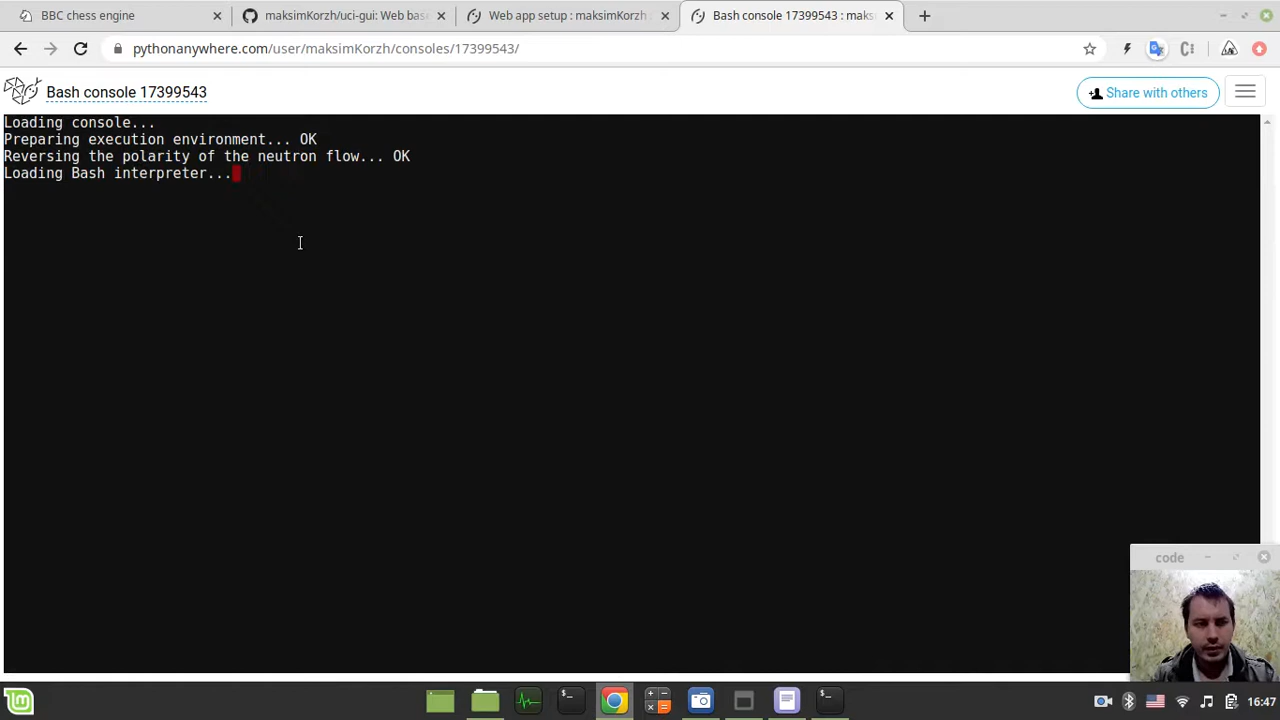 BBC chess engine
maksimKorzh/uci-gui: Web bas
Web app setup : maksimKorzh
Bash console 17399543 : maks
pythonanywhere.com/user/maksimKorzh/consoles/17399543/
Bash console 17399543
Share with others
Loading console...
Preparing execution environment... OK
Reversing the polarity of the neutron flow... OK
Loading Bash interpreter...
code
16:47